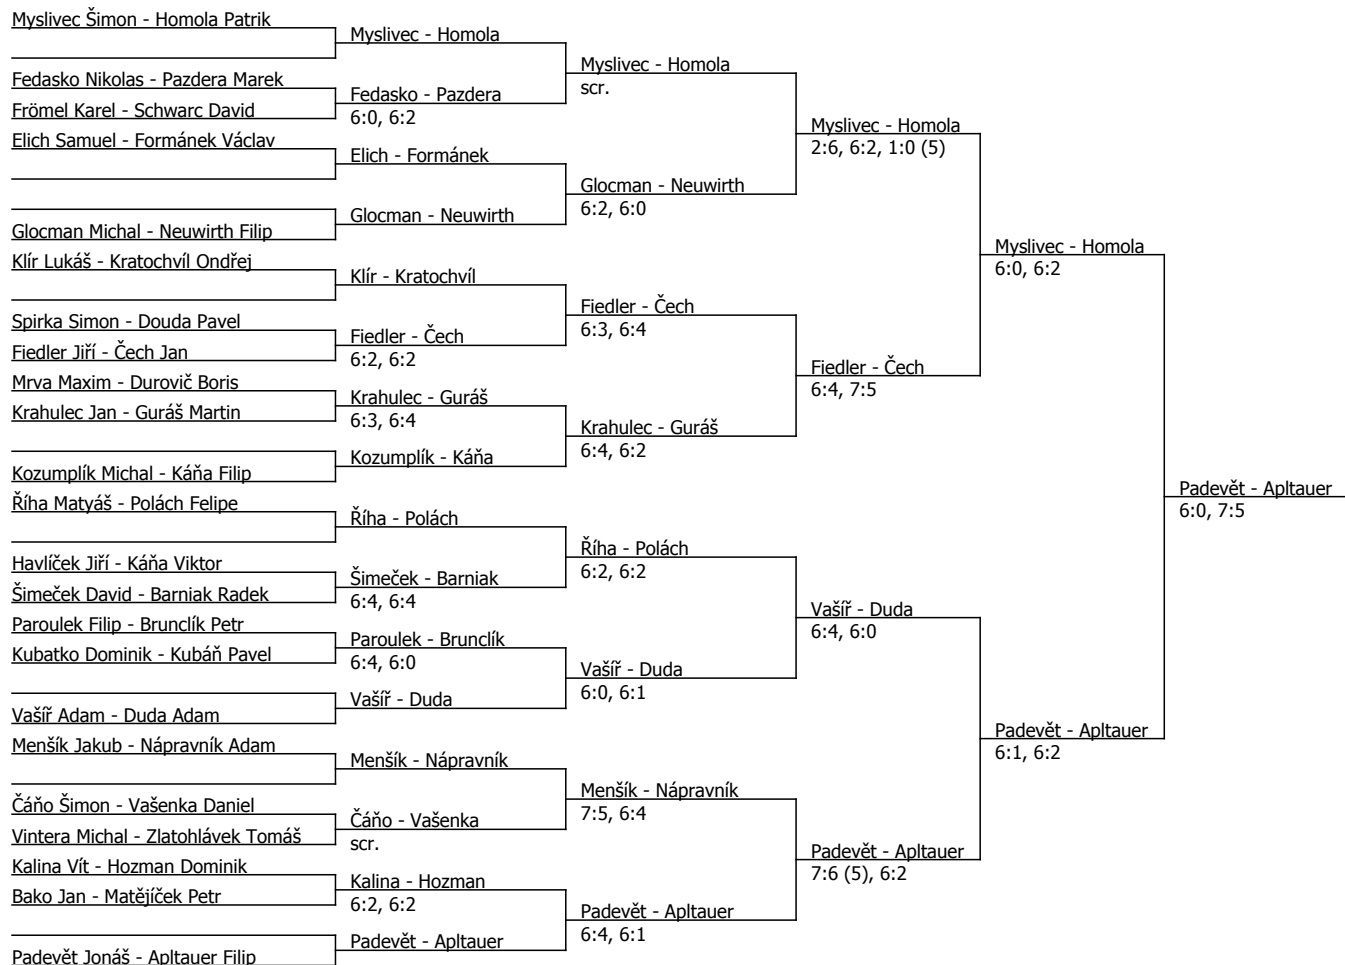 Myslivec Šimon - Homola Patrik
Fedasko Nikolas - Pazdera Marek
Frömel Karel - Schwarc David
Elich Samuel - Formánek Václav
Glocman Michal - Neuwirth Filip
Klír Lukáš - Kratochvíl Ondřej
Spirka Simon - Douda Pavel
Fiedler Jiří - Čech Jan
Mrva Maxim - Durovič Boris
Krahulec Jan - Guráš Martin
Kozumplík Michal - Káňa Filip
Říha Matyáš - Polách Felipe
Havlíček Jiří - Káňa Viktor
Šimeček David - Barniak Radek
Paroulek Filip - Brunclík Petr
Kubatko Dominik - Kubáň Pavel
Vašíř Adam - Duda Adam
Menšík Jakub - Nápravník Adam
Čáňo Šimon - Vašenka Daniel
Vintera Michal - Zlatohlávek Tomáš
Kalina Vít - Hozman Dominik
Bako Jan - Matějíček Petr
Padevět Jonáš - Apltauer Filip
Myslivec - Homola
Fedasko - Pazdera
6:0, 6:2
Elich - Formánek
Glocman - Neuwirth
Klír - Kratochvíl
Fiedler - Čech
6:2, 6:2
Krahulec - Guráš
6:3, 6:4
Kozumplík - Káňa
Říha - Polách
Šimeček - Barniak
6:4, 6:4
Paroulek - Brunclík
6:4, 6:0
Vašíř - Duda
Menšík - Nápravník
Čáňo - Vašenka
scr.
Kalina - Hozman
6:2, 6:2
Padevět - Apltauer
Myslivec - Homola
scr.
Glocman - Neuwirth
6:2, 6:0
Fiedler - Čech
6:3, 6:4
Krahulec - Guráš
6:4, 6:2
Říha - Polách
6:2, 6:2
Vašíř - Duda
6:0, 6:1
Menšík - Nápravník
7:5, 6:4
Padevět - Apltauer
6:4, 6:1
Myslivec - Homola
2:6, 6:2, 1:0 (5)
Fiedler - Čech
6:4, 7:5
Vašíř - Duda
6:4, 6:0
Padevět - Apltauer
7:6 (5), 6:2
Myslivec - Homola
6:0, 6:2
Padevět - Apltauer
6:1, 6:2
Padevět - Apltauer
6:0, 7:5